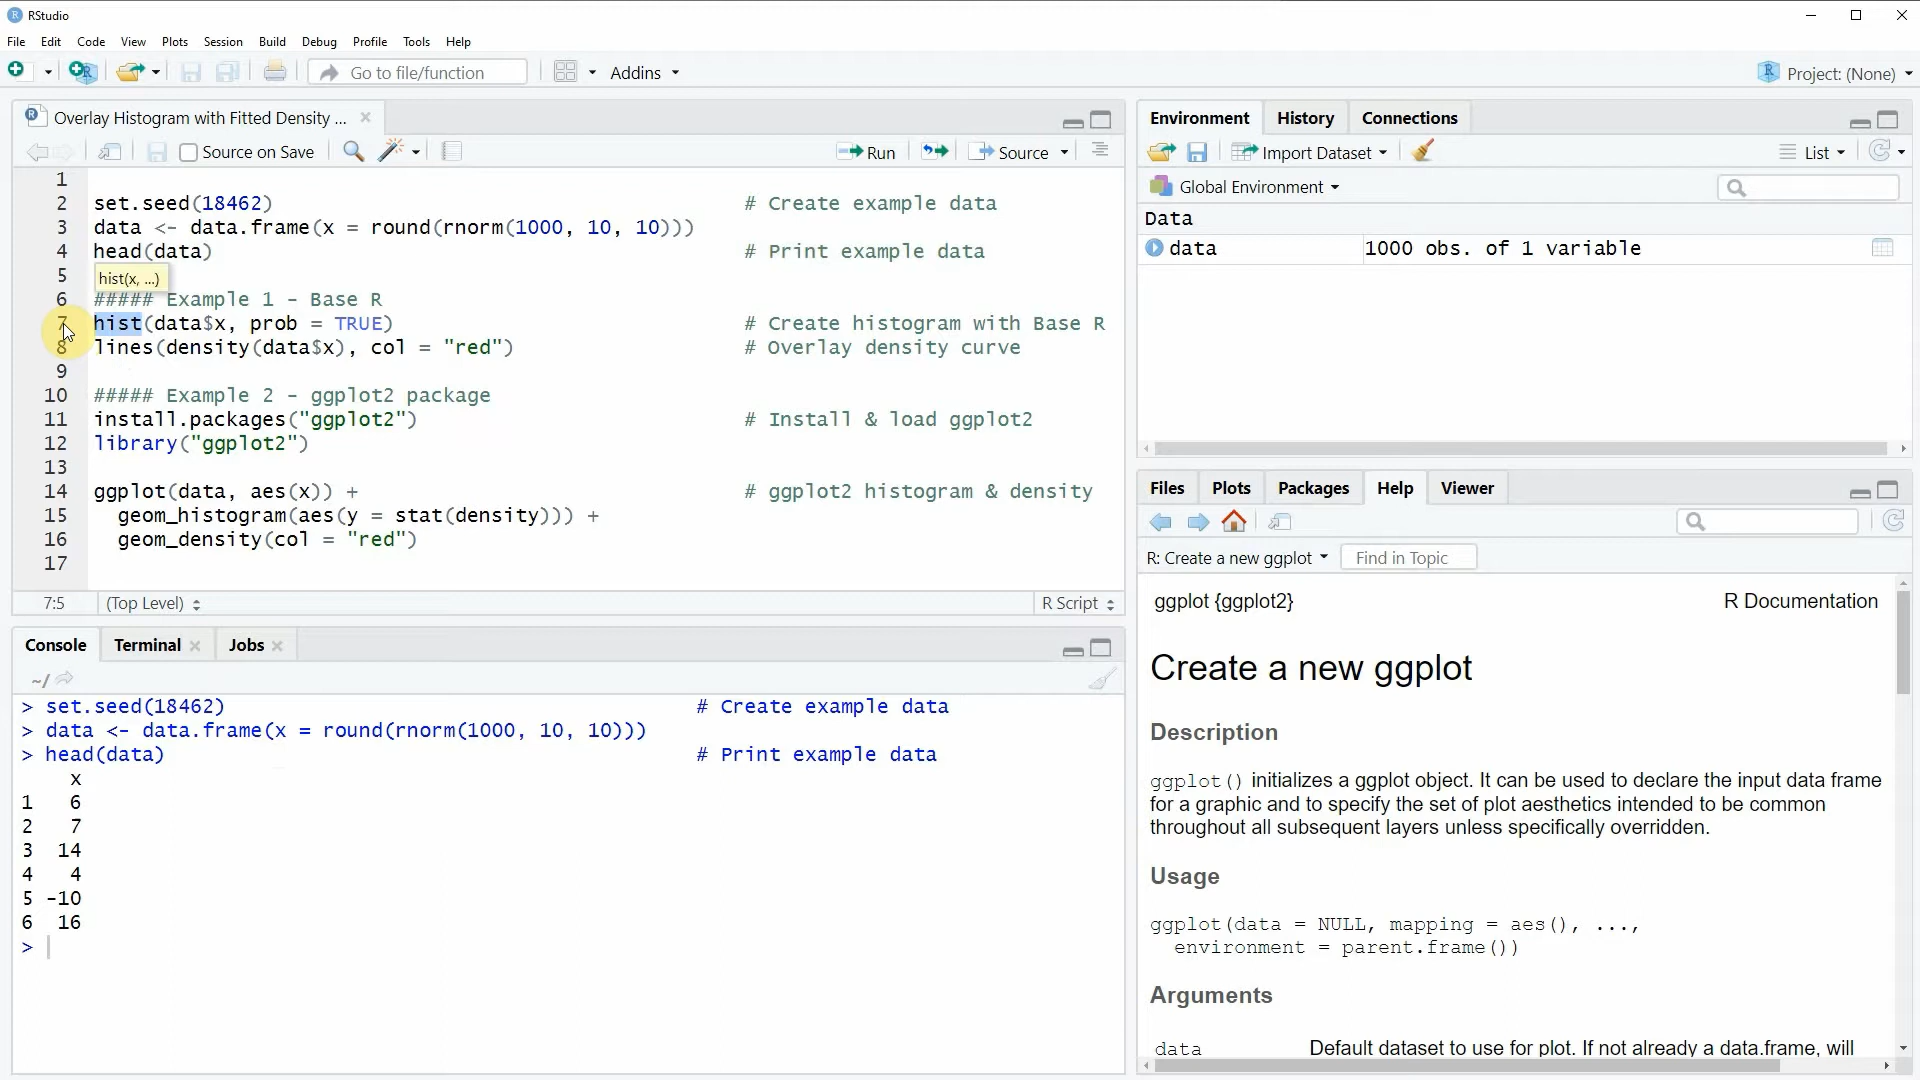 RStudio
File Edit Code View Plots Session Build Debug Profile Tools Help
Go to file/function Addins Project: (None)
Overlay Histogram with Fitted Density ...
Source on Save Run Source
1
2 set.seed(18462) # Create example data
3 data <- data.frame(x = round(rnorm(1000, 10, 10)))
4 head(data) # Print example data
5 hist(x, ...)
6 ##### Example 1 - Base R
7 hist(data$x, prob = TRUE) # Create histogram with Base R
8 lines(density(data$x), col = "red") # Overlay density curve
9
10 ##### Example 2 - ggplot2 package
11 install.packages("ggplot2") # Install & load ggplot2
12 library("ggplot2")
13
14 ggplot(data, aes(x)) + # ggplot2 histogram & density
15 geom_histogram(aes(y = stat(density))) +
16 geom_density(col = "red")
17
7:5 (Top Level) R Script
Console Terminal Jobs
~/
> set.seed(18462) # Create example data
> data <- data.frame(x = round(rnorm(1000, 10, 10)))
> head(data) # Print example data
x
1 6
2 7
3 14
4 4
5 -10
6 16
>
Environment History Connections
Import Dataset List
Global Environment
Data
data 1000 obs. of 1 variable
Files Plots Packages Help Viewer
R: Create a new ggplot Find in Topic
ggplot {ggplot2} R Documentation
Create a new ggplot
Description
ggplot() initializes a ggplot object. It can be used to declare the input data frame
for a graphic and to specify the set of plot aesthetics intended to be common
throughout all subsequent layers unless specifically overridden.
Usage
ggplot(data = NULL, mapping = aes(), ...,
environment = parent.frame())
Arguments
data Default dataset to use for plot. If not already a data.frame, will